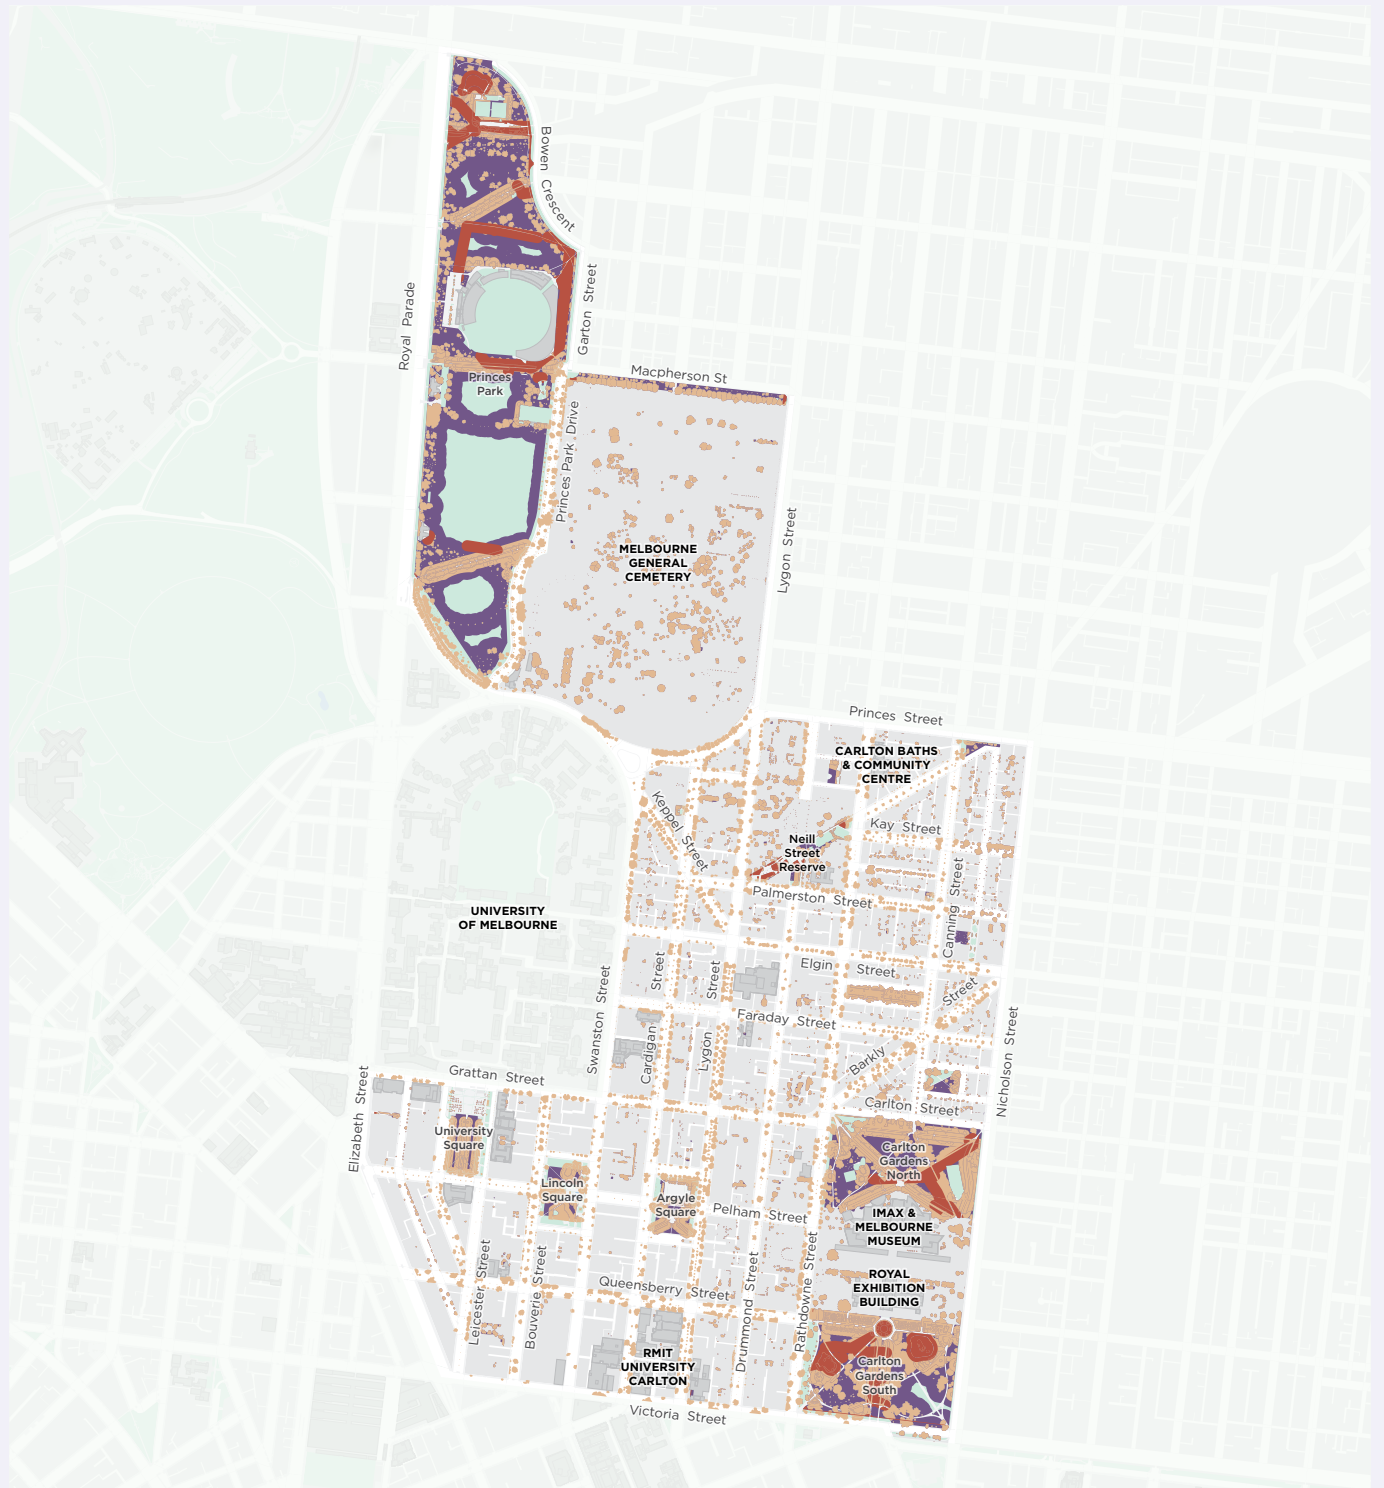 Bowen Crescent
Royal Parade
Garton Street
Macpherson St
Princes
Park
Princes Park Drive
Lygon Street
MELBOURNE
GENERAL
CEMETERY
Princes Street
CARLTON BATHS
& COMMUNITY
CENTRE
Keppel Street
Kay Street
Neill
Street
Reserve
Canning Street
Palmerston Street
UNIVERSITY
OF MELBOURNE
Elgin Street
Swanston Street
Cardigan Street
Lygon Street
Faraday Street
Barkly Street
Nicholson Street
Grattan Street
Elizabeth Street
Carlton Street
University
Square
Carlton
Gardens
North
Lincoln
Square
Argyle
Square
Pelham Street
IMAX &
MELBOURNE
MUSEUM
Leicester Street
Bouverie Street
Drummond Street
Rathdowne Street
Queensberry Street
ROYAL
EXHIBITION
BUILDING
RMIT
UNIVERSITY
CARLTON
Carlton
Gardens
South
Victoria Street